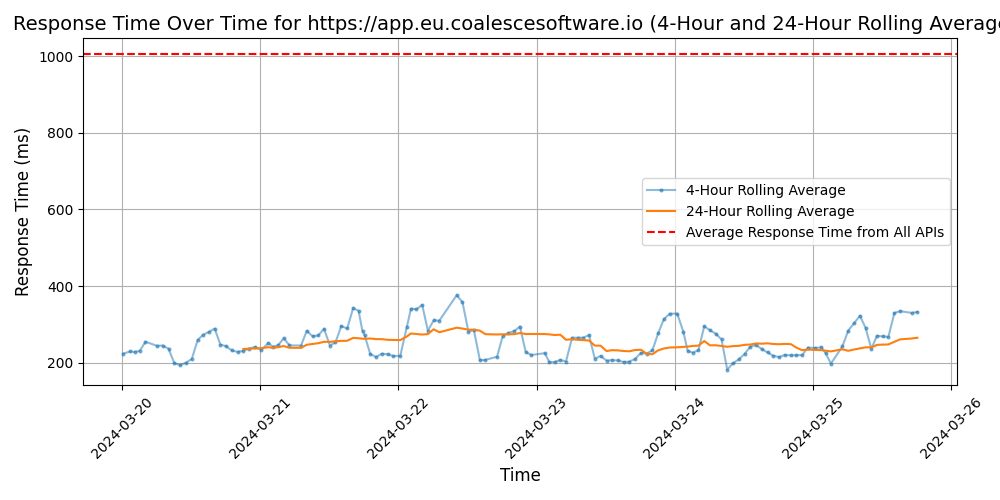 Response Time Over Time for https://app.eu.coalescesoftware.io (4-Hour and 24-Hour Rolling Average
Response Time (ms)
1000
800
600
400
200
4-Hour Rolling Average
24-Hour Rolling Average
Average Response Time from All APIs
2024-03-20
2024-03-21
2024-03-22
2024-03-23
2024-03-24
2024-03-25
2024-03-26
Time